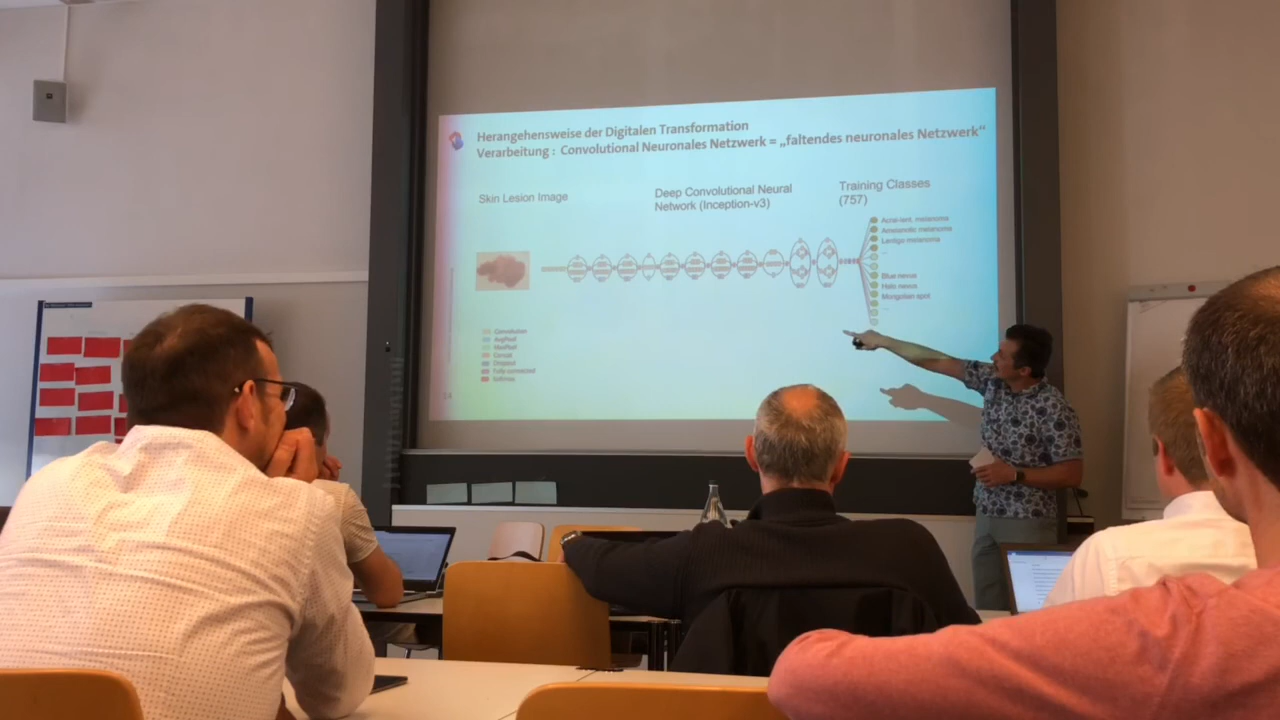 Herangehensweise der Digitalen Transformation
Verarbeitung : Convolutional Neuronales Netzwerk = „faltendes neuronales Netzwerk“
Skin Lesion Image
Deep Convolutional Neural
Network (Inception-v3)
Training Classes
(757)
Acral-lent. melanoma
Amelanotic melanoma
Lentigo melanoma
...
Blue nevus
Halo nevus
Mongolian spot
...
Convolution
AvgPool
MaxPool
Concat
Dropout
Fully connected
Softmax